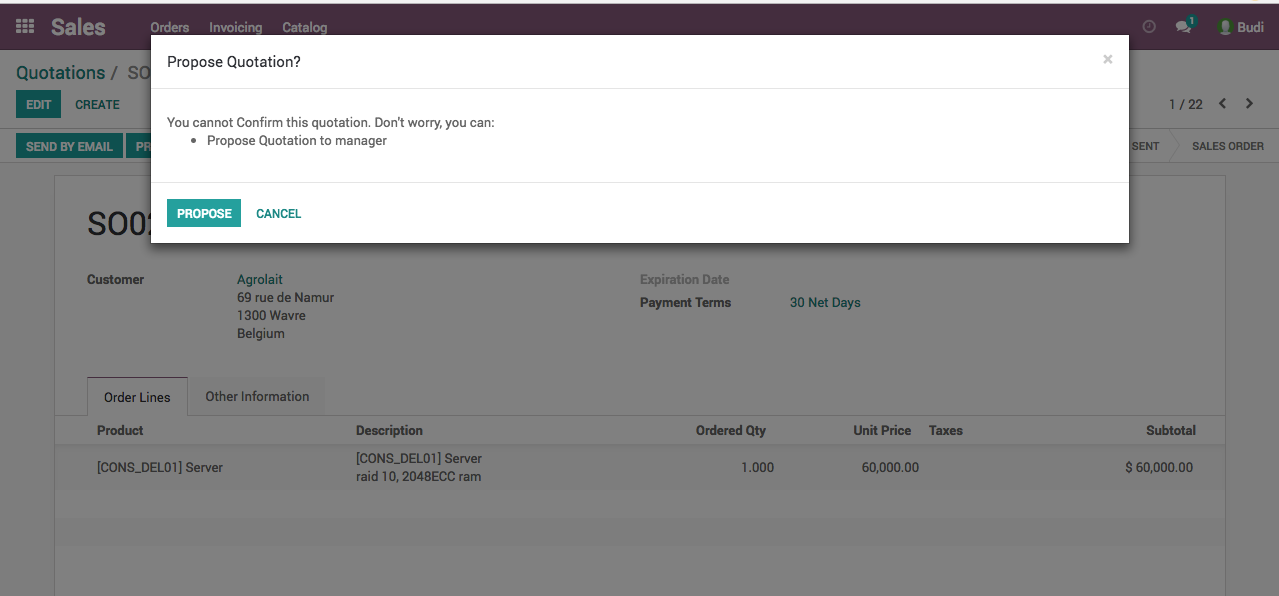 Sales Orders Invoicing Catalog 1 Budi
Propose Quotation? ×
Quotations / SO
EDIT CREATE 1 / 22
You cannot Confirm this quotation. Don't worry, you can:
• Propose Quotation to manager
SEND BY EMAIL PR SENT SALES ORDER
PROPOSE CANCEL
SO02
Customer Agrolait Expiration Date
69 rue de Namur
Payment Terms 30 Net Days
1300 Wavre
Belgium
Order Lines Other Information
Product Description Ordered Qty Unit Price Taxes Subtotal
[CONS_DEL01] Server [CONS_DEL01] Server 1.000 60,000.00 $ 60,000.00
raid 10, 2048ECC ram